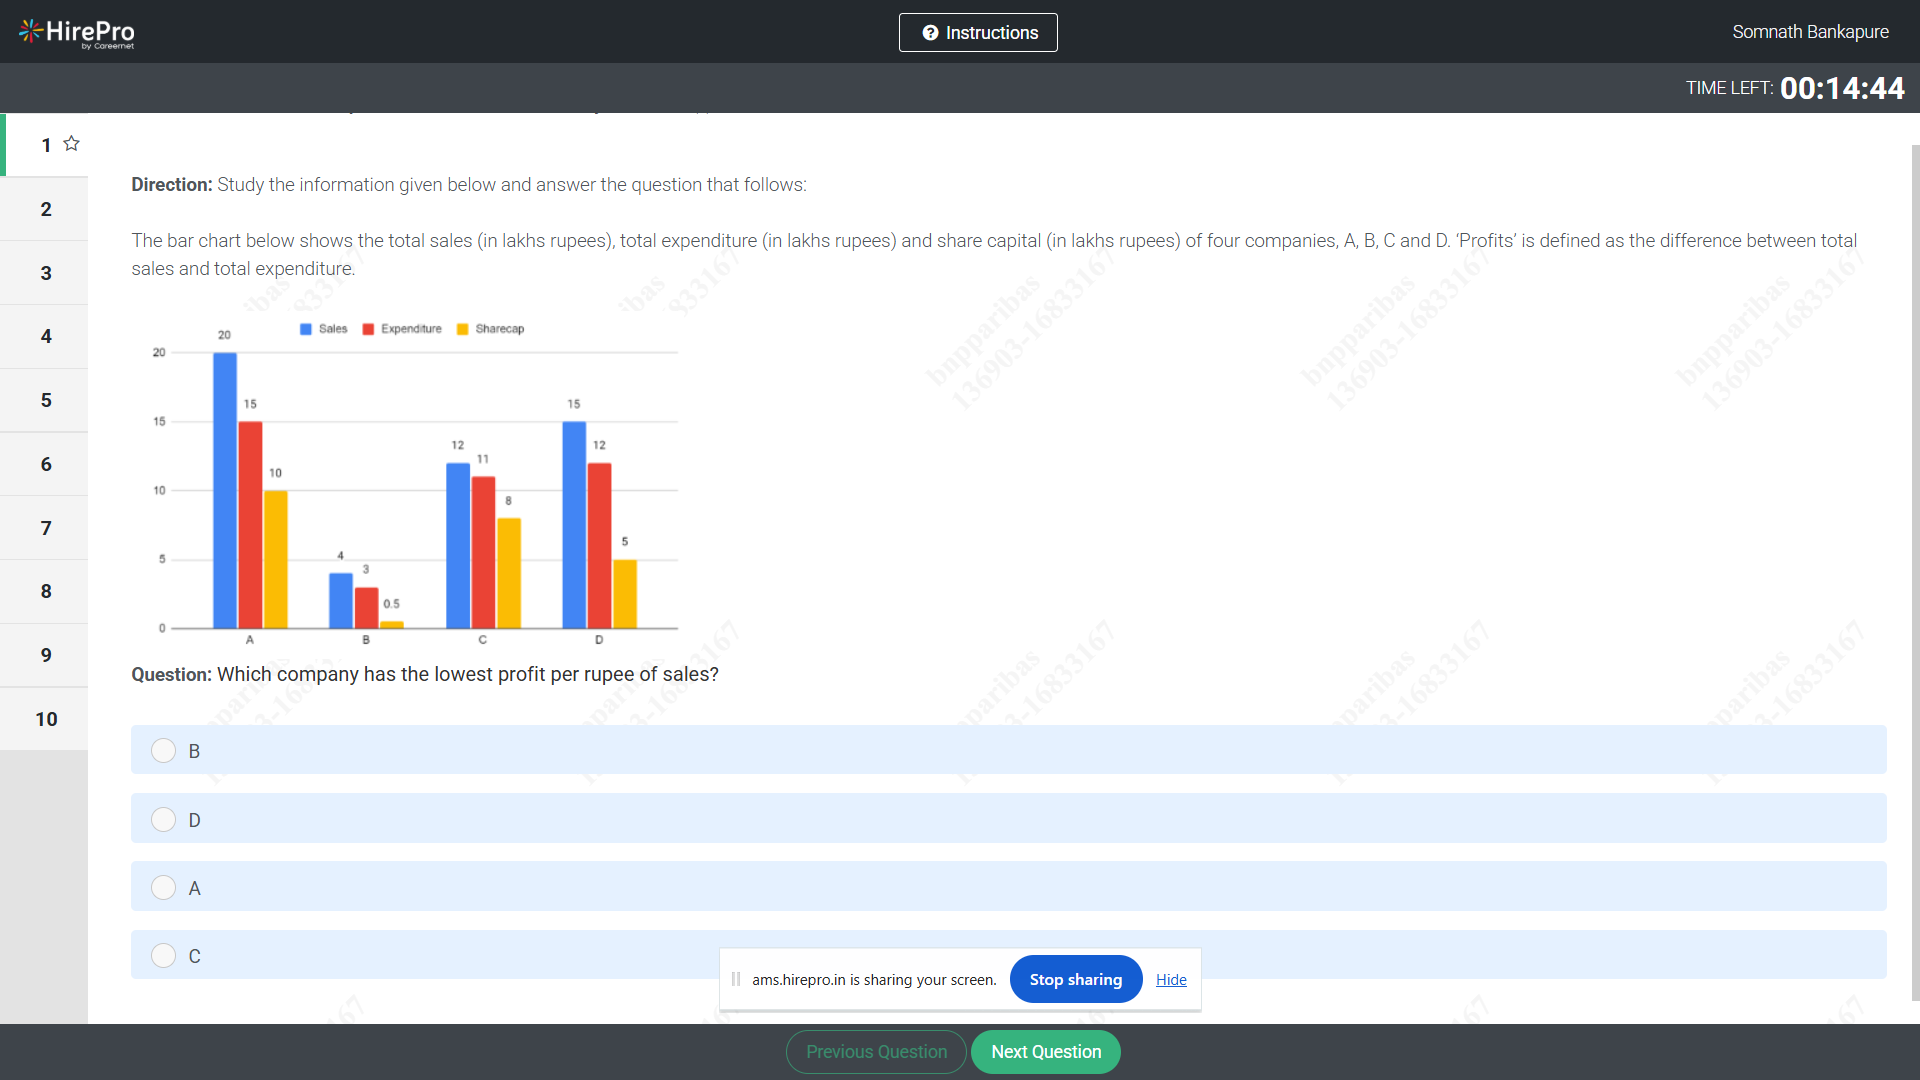 HirePro
by Careernet
Instructions
Somnath Bankapure
TIME LEFT: 00:14:44
1
2
3
4
5
6
7
8
9
10
Direction: Study the information given below and answer the question that follows:
The bar chart below shows the total sales (in lakhs rupees), total expenditure (in lakhs rupees) and share capital (in lakhs rupees) of four companies, A, B, C and D. ‘Profits’ is defined as the difference between total
sales and total expenditure.
Sales Expenditure Sharecap
20
20
15
15
15
12
12
11
10
10
8
5
5
4
3
0.5
0
A B C D
Question: Which company has the lowest profit per rupee of sales?
B
D
A
C
ams.hirepro.in is sharing your screen. Stop sharing Hide
Previous Question Next Question
bnpparibas
136903-16833167
bnpparibas
136903-16833167
bnpparibas
136903-16833167